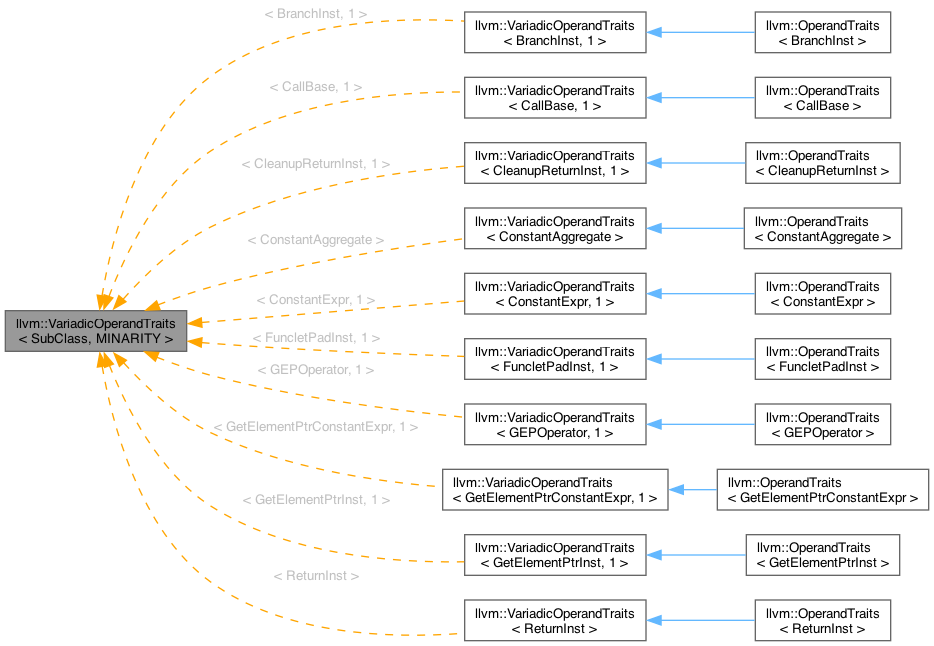 < BranchInst, 1 >
llvm::VariadicOperandTraits
< BranchInst, 1 >
llvm::OperandTraits
< BranchInst >
< CallBase, 1 >
llvm::VariadicOperandTraits
< CallBase, 1 >
llvm::OperandTraits
< CallBase >
< CleanupReturnInst, 1 >
llvm::VariadicOperandTraits
< CleanupReturnInst, 1 >
llvm::OperandTraits
< CleanupReturnInst >
< ConstantAggregate >
llvm::VariadicOperandTraits
< ConstantAggregate >
llvm::OperandTraits
< ConstantAggregate >
< ConstantExpr, 1 >
llvm::VariadicOperandTraits
< ConstantExpr, 1 >
llvm::OperandTraits
< ConstantExpr >
llvm::VariadicOperandTraits
< SubClass, MINARITY >
< FuncletPadInst, 1 >
llvm::VariadicOperandTraits
< FuncletPadInst, 1 >
llvm::OperandTraits
< FuncletPadInst >
< GEPOperator, 1 >
llvm::VariadicOperandTraits
< GEPOperator, 1 >
llvm::OperandTraits
< GEPOperator >
< GetElementPtrConstantExpr, 1 >
llvm::VariadicOperandTraits
< GetElementPtrConstantExpr, 1 >
llvm::OperandTraits
< GetElementPtrConstantExpr >
< GetElementPtrInst, 1 >
llvm::VariadicOperandTraits
< GetElementPtrInst, 1 >
llvm::OperandTraits
< GetElementPtrInst >
< ReturnInst >
llvm::VariadicOperandTraits
< ReturnInst >
llvm::OperandTraits
< ReturnInst >